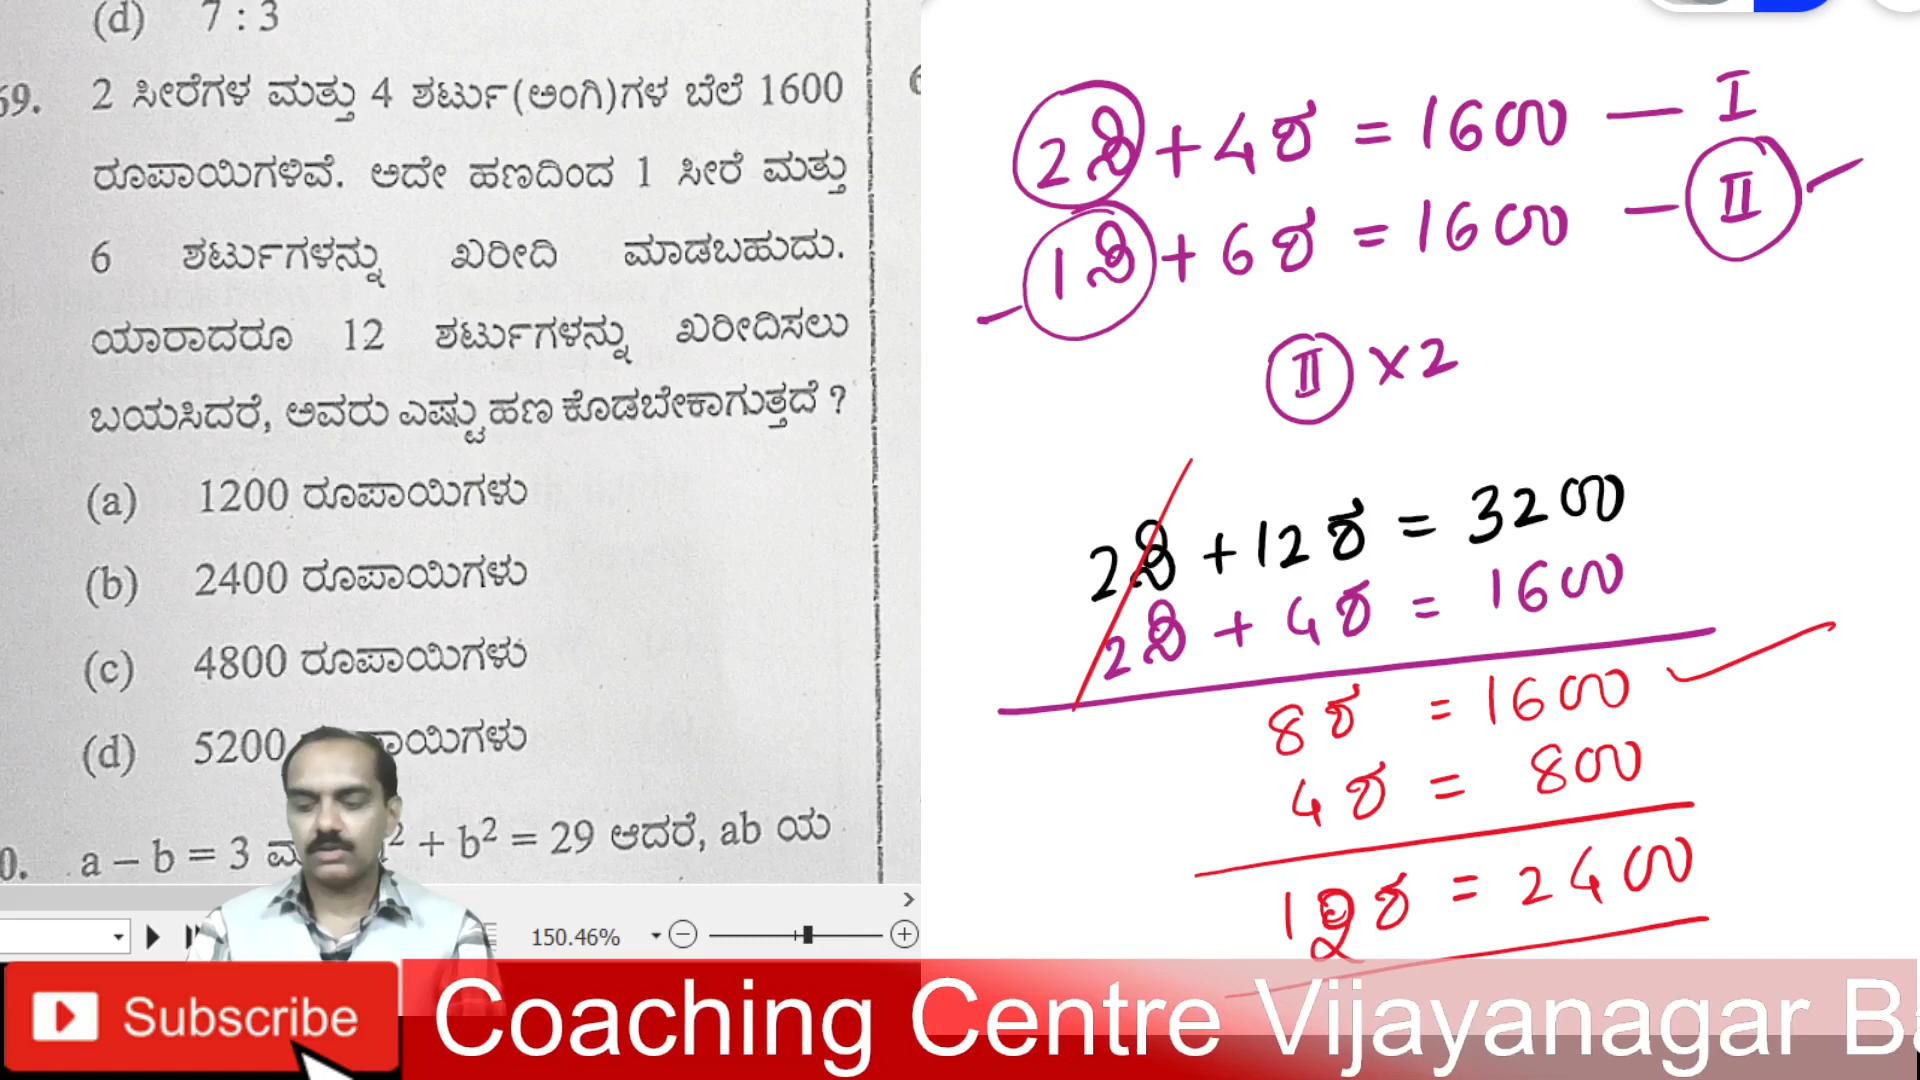 (d) 7 : 3
59. 2 ಸೀರೆಗಳ ಮತ್ತು 4 ಶರ್ಟು(ಅಂಗಿ)ಗಳ ಬೆಲೆ 1600
ರೂಪಾಯಿಗಳಿವೆ. ಅದೇ ಹಣದಿಂದ 1 ಸೀರೆ ಮತ್ತು
6 ಶರ್ಟುಗಳನ್ನು ಖರೀದಿ ಮಾಡಬಹುದು.
ಯಾರಾದರೂ 12 ಶರ್ಟುಗಳನ್ನು ಖರೀದಿಸಲು
ಬಯಸಿದರೆ, ಅವರು ಎಷ್ಟು ಹಣ ಕೊಡಬೇಕಾಗುತ್ತದೆ ?
(a) 1200 ರೂಪಾಯಿಗಳು
(b) 2400 ರೂಪಾಯಿಗಳು
(c) 4800 ರೂಪಾಯಿಗಳು
(d) 5200
0. a – b = 3 + b² = 29 ಆದರೆ, ab ಯ
150.46%
2ಸೀ + 4ಶ = 1600 — I
1ಸೀ + 6ಶ = 1600 — II
II × 2
2ಸೀ + 12ಶ = 3200
2ಸೀ + 4ಶ = 1600
8ಶ = 1600
4ಶ = 800
12ಶ = 2400
Subscribe
Coaching Centre Vijayanagar Ba